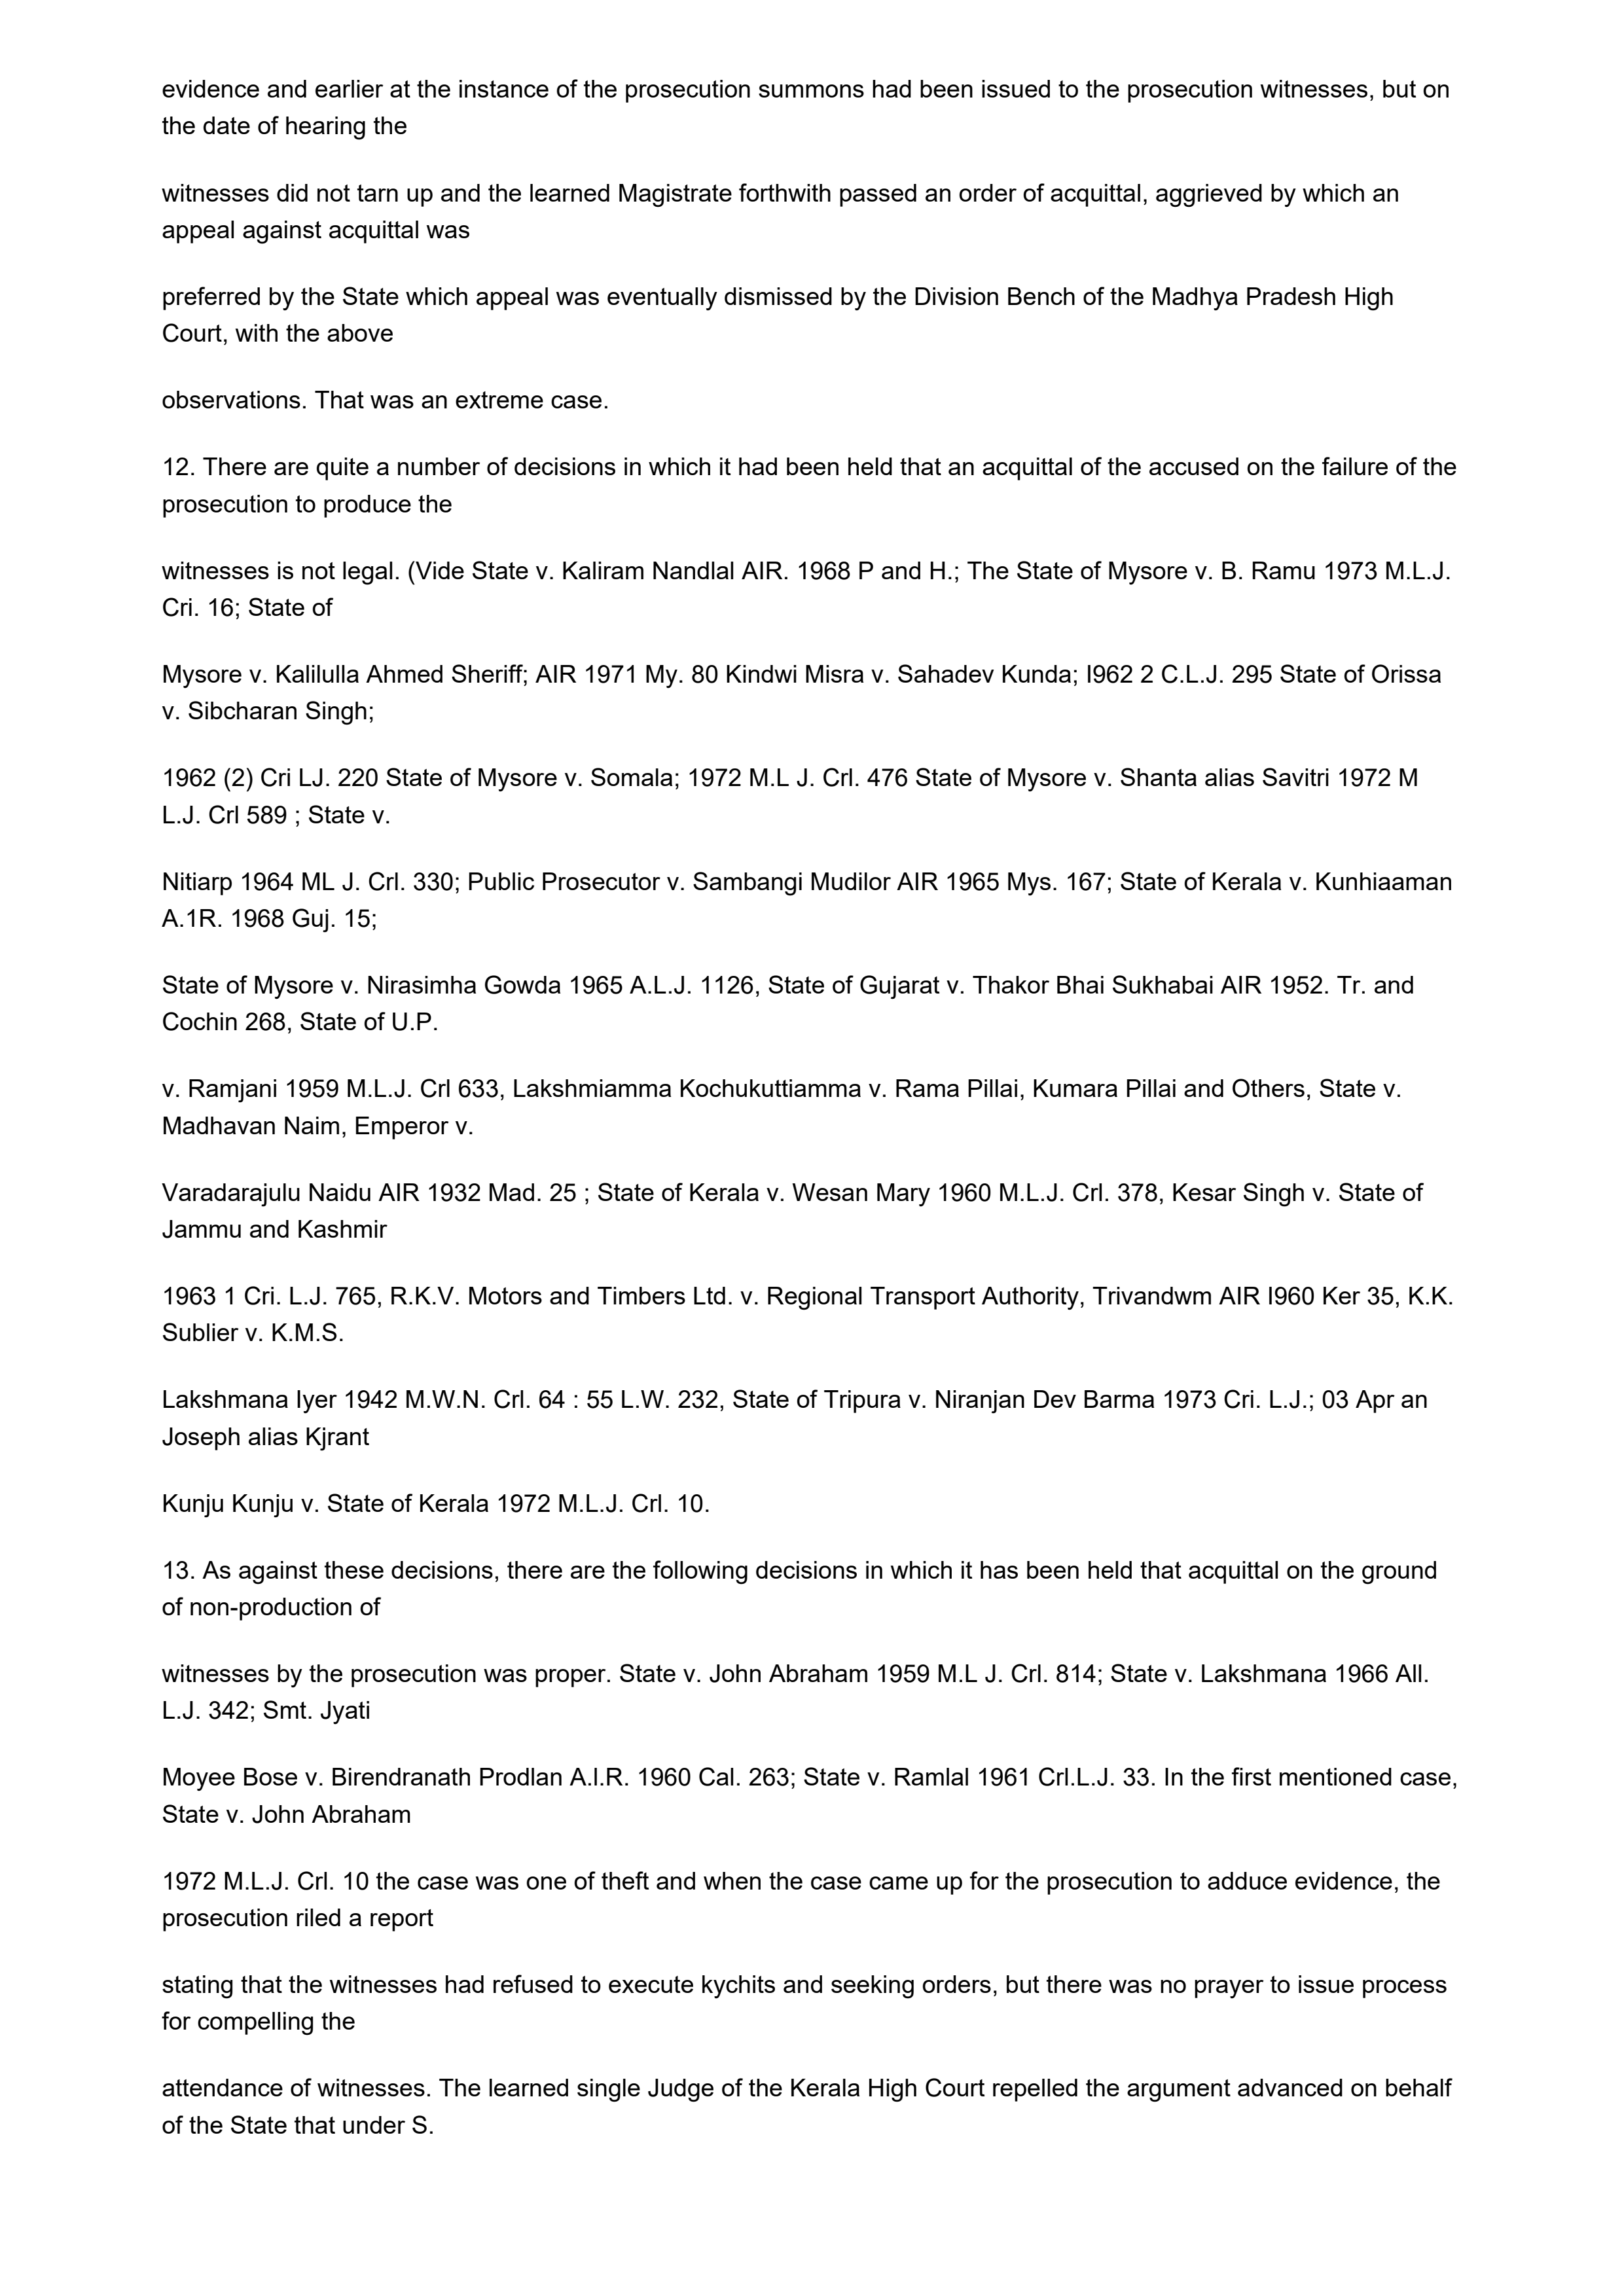 evidence and earlier at the instance of the prosecution summons had been issued to the prosecution witnesses, but on
the date of hearing the
witnesses did not tarn up and the learned Magistrate forthwith passed an order of acquittal, aggrieved by which an
appeal against acquittal was
preferred by the State which appeal was eventually dismissed by the Division Bench of the Madhya Pradesh High
Court, with the above
observations. That was an extreme case.
12. There are quite a number of decisions in which it had been held that an acquittal of the accused on the failure of the
prosecution to produce the
witnesses is not legal. (Vide State v. Kaliram Nandlal AIR. 1968 P and H.; The State of Mysore v. B. Ramu 1973 M.L.J.
Cri. 16; State of
Mysore v. Kalilulla Ahmed Sheriff; AIR 1971 My. 80 Kindwi Misra v. Sahadev Kunda; I962 2 C.L.J. 295 State of Orissa
v. Sibcharan Singh;
1962 (2) Cri LJ. 220 State of Mysore v. Somala; 1972 M.L J. Crl. 476 State of Mysore v. Shanta alias Savitri 1972 M
L.J. Crl 589 ; State v.
Nitiarp 1964 ML J. Crl. 330; Public Prosecutor v. Sambangi Mudilor AIR 1965 Mys. 167; State of Kerala v. Kunhiaaman
A.1R. 1968 Guj. 15;
State of Mysore v. Nirasimha Gowda 1965 A.L.J. 1126, State of Gujarat v. Thakor Bhai Sukhabai AIR 1952. Tr. and
Cochin 268, State of U.P.
v. Ramjani 1959 M.L.J. Crl 633, Lakshmiamma Kochukuttiamma v. Rama Pillai, Kumara Pillai and Others, State v.
Madhavan Naim, Emperor v.
Varadarajulu Naidu AIR 1932 Mad. 25 ; State of Kerala v. Wesan Mary 1960 M.L.J. Crl. 378, Kesar Singh v. State of
Jammu and Kashmir
1963 1 Cri. L.J. 765, R.K.V. Motors and Timbers Ltd. v. Regional Transport Authority, Trivandwm AIR I960 Ker 35, K.K.
Sublier v. K.M.S.
Lakshmana Iyer 1942 M.W.N. Crl. 64 : 55 L.W. 232, State of Tripura v. Niranjan Dev Barma 1973 Cri. L.J.; 03 Apr an
Joseph alias Kjrant
Kunju Kunju v. State of Kerala 1972 M.L.J. Crl. 10.
13. As against these decisions, there are the following decisions in which it has been held that acquittal on the ground
of non-production of
witnesses by the prosecution was proper. State v. John Abraham 1959 M.L J. Crl. 814; State v. Lakshmana 1966 All.
L.J. 342; Smt. Jyati
Moyee Bose v. Birendranath Prodlan A.I.R. 1960 Cal. 263; State v. Ramlal 1961 Crl.L.J. 33. In the first mentioned case,
State v. John Abraham
1972 M.L.J. Crl. 10 the case was one of theft and when the case came up for the prosecution to adduce evidence, the
prosecution riled a report
stating that the witnesses had refused to execute kychits and seeking orders, but there was no prayer to issue process
for compelling the
attendance of witnesses. The learned single Judge of the Kerala High Court repelled the argument advanced on behalf
of the State that under S.